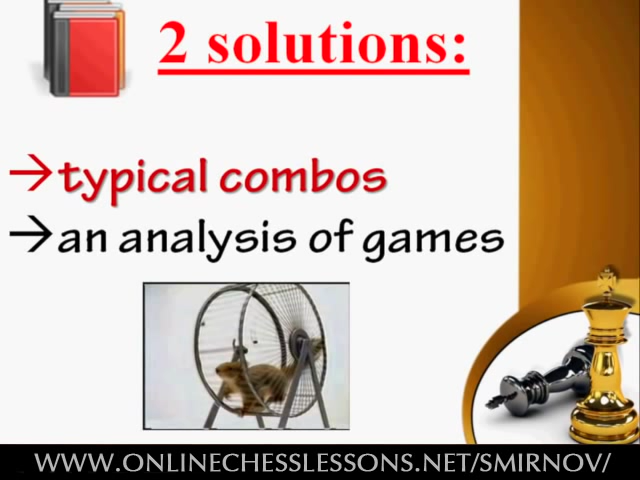 2 solutions:
→typical combos
→an analysis of games
WWW.ONLINECHESSLESSONS.NET/SMIRNOV/